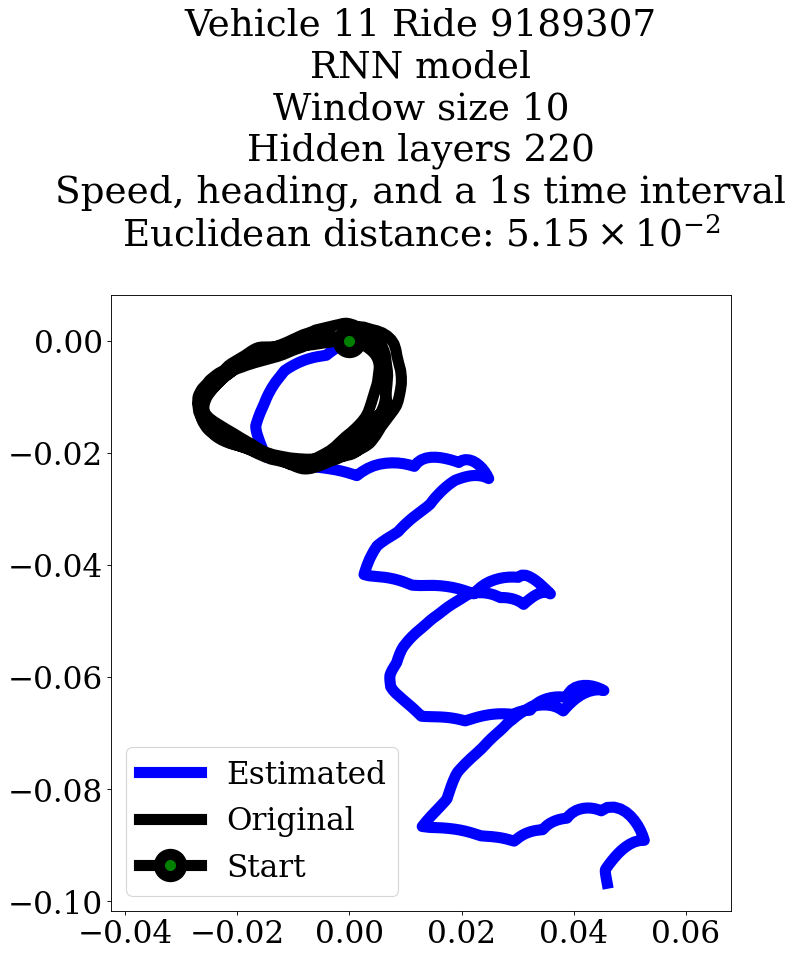 Vehicle 11 Ride 9189307
RNN model
Window size 10
Hidden layers 220
Speed, heading, and a 1s time interval
Euclidean distance: 5.15 × 10⁻²
0.00
−0.02
−0.04
−0.06
−0.08
−0.10
Estimated
Original
Start
−0.04 −0.02 0.00 0.02 0.04 0.06